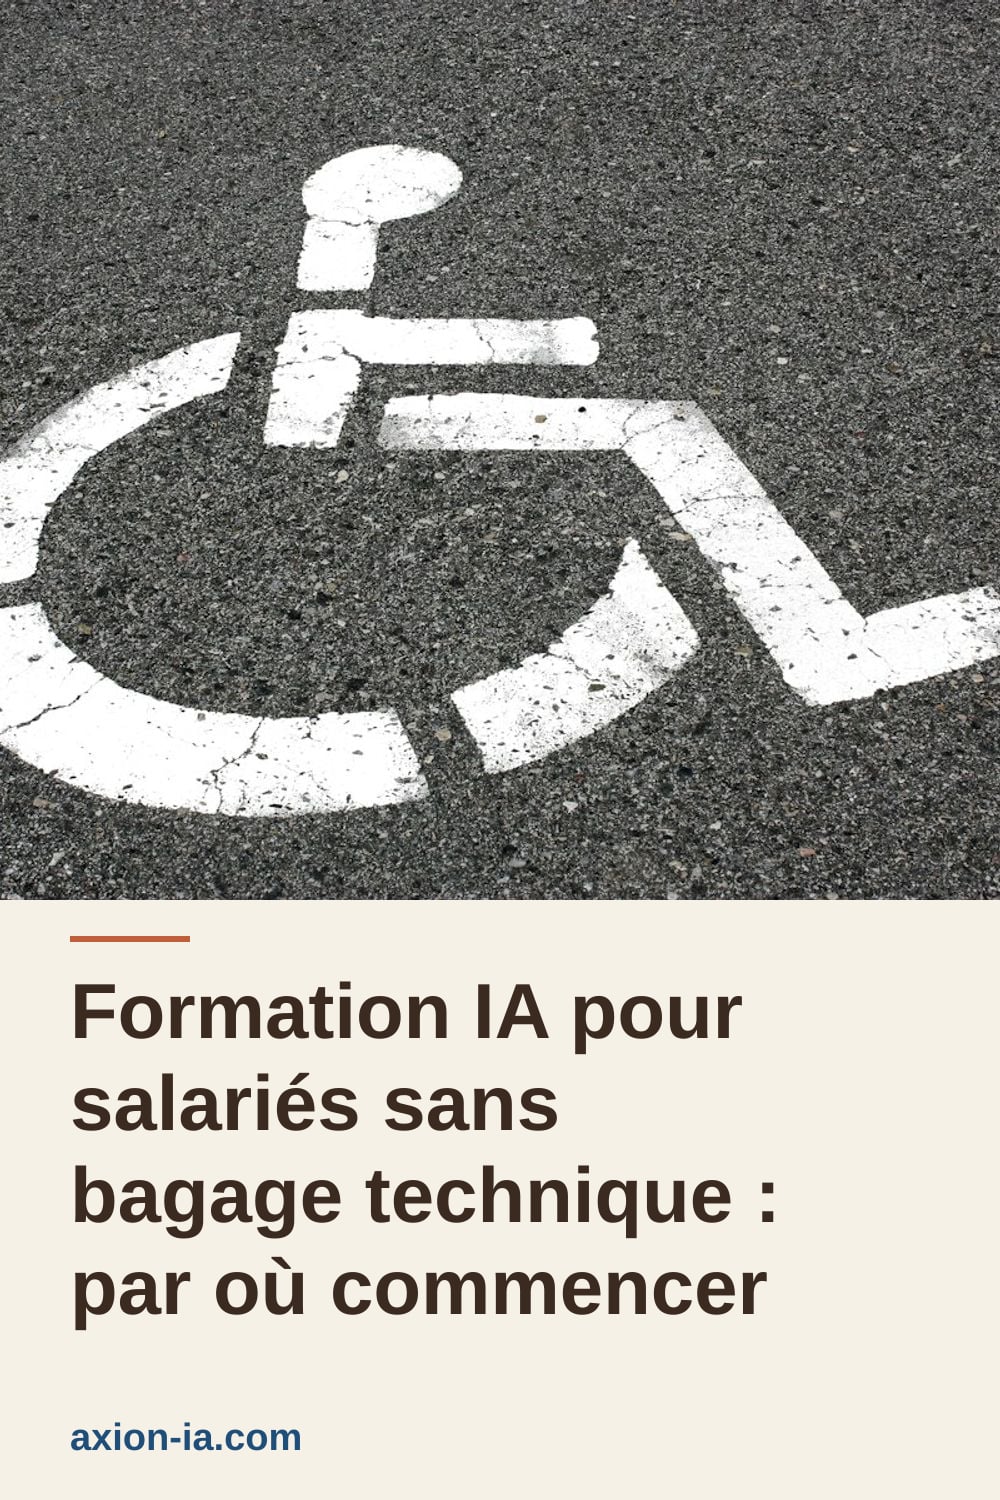 Formation IA pour
salariés sans
bagage technique :
par où commencer
axion-ia.com